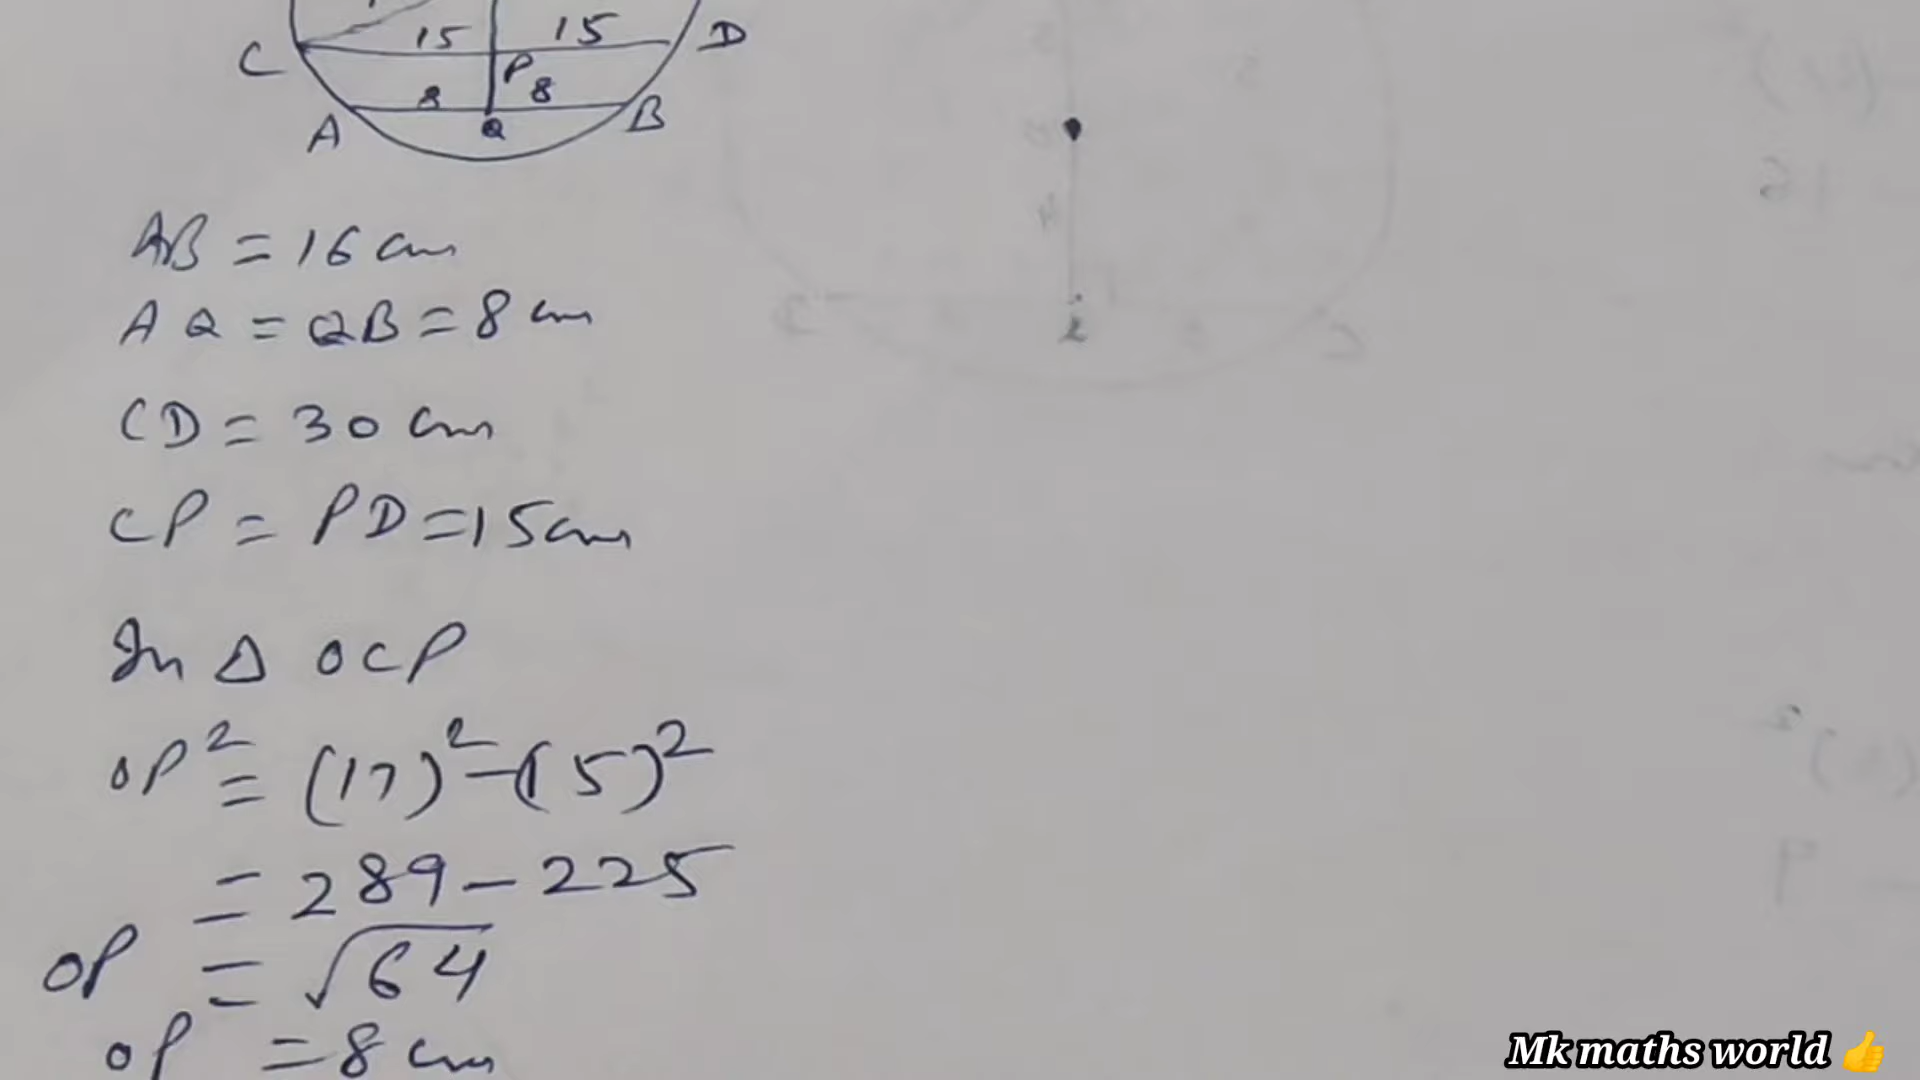 15 15 D
C P
8 8
A Q B
AB = 16 cm
AQ = QB = 8 cm
CD = 30 cm
CP = PD = 15 cm
In Δ OCP
OP² = (17)² - (15)²
= 289 - 225
OP = √64
OP = 8 cm
Mk maths world 👍